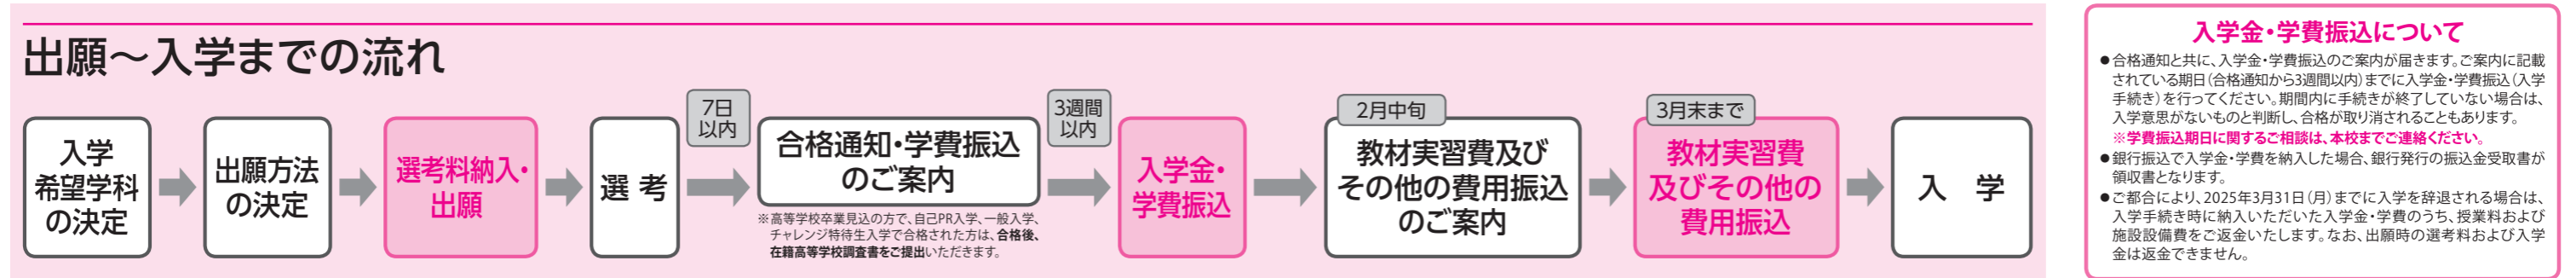 出願～入学までの流れ
入学
希望学科
の決定
出願方法
の決定
選考料納入・
出願
選 考
7日
以内
合格通知・学費振込
のご案内
※高等学校卒業見込の方で、自己PR入学、一般入学、
チャレンジ特待生入学で合格された方は、合格後、
在籍高等学校調査書をご提出いただきます。
3週間
以内
入学金・
学費振込
2月中旬
教材実習費及び
その他の費用振込
のご案内
3月末まで
教材実習費
及びその他の
費用振込
入 学
入学金・学費振込について
●合格通知と共に、入学金・学費振込のご案内が届きます。ご案内に記載
されている期日(合格通知から3週間以内)までに入学金・学費振込(入学
手続き)を行ってください。期間内に手続きが終了していない場合は、
入学意思がないものと判断し、合格が取り消されることもあります。
※学費振込期日に関するご相談は、本校までご連絡ください。
●銀行振込で入学金・学費を納入した場合、銀行発行の振込金受取書が
領収書となります。
●ご都合により、2025年3月31日(月)までに入学を辞退される場合は、
入学手続き時に納入いただいた入学金・学費のうち、授業料および
施設設備費をご返金いたします。なお、出願時の選考料および入学
金は返金できません。